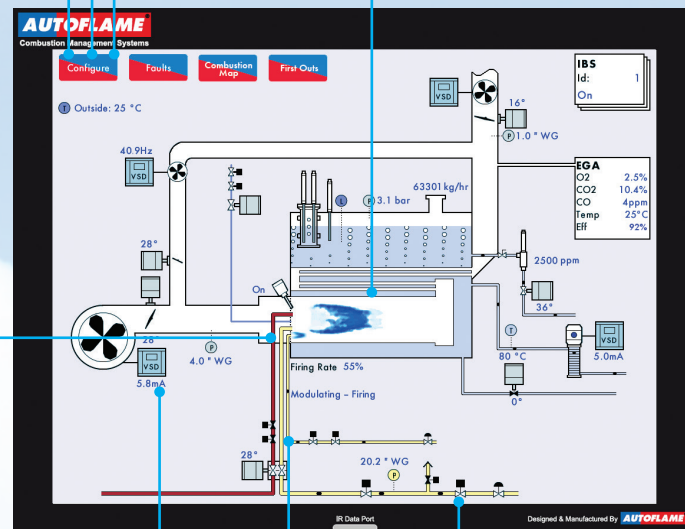 AUTOFLAME
Combustion Management Systems
Configure
Faults
Combustion
Map
First Outs
IBS
Id: 1
On
T Outside: 25 °C
VSD
16°
P 1.0 " WG
40.9Hz
VSD
EGA
O2 2.5%
CO2 10.4%
CO 4ppm
Temp 25°C
Eff 92%
63301kg/hr
L
P 3.1 bar
28°
2500 ppm
On
36°
28°
VSD
5.8mA
P
4.0 " WG
T
80 °C
VSD
5.0mA
Firing Rate 55%
Modulating – Firing
0°
28°
20.2 " WG
P
IR Data Port
Designed & Manufactured By AUTOFLAME